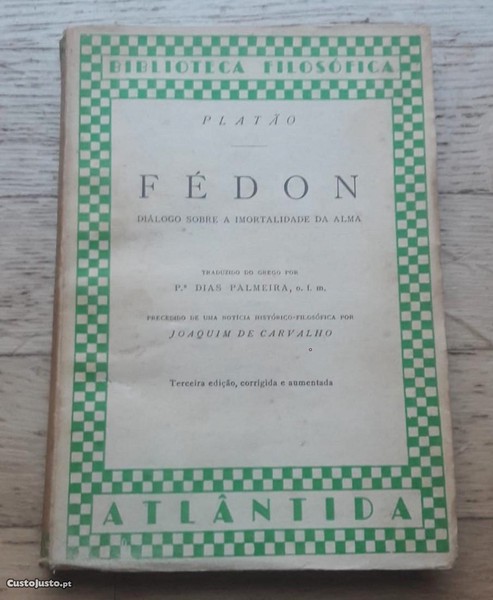 BIBLIOTECA FILOSÓFICA
PLATÃO
FÉDON
DIÁLOGO SOBRE A IMORTALIDADE DA ALMA
TRADUZIDO DO GREGO POR
P.ᵉ DIAS PALMEIRA, o. f. m.
PRECEDIDO DE UMA NOTÍCIA HISTÓRICO-FILOSÓFICA POR
JOAQUIM DE CARVALHO
Terceira edição, corrigida e aumentada
ATLÂNTIDA
CustoJusto.pt